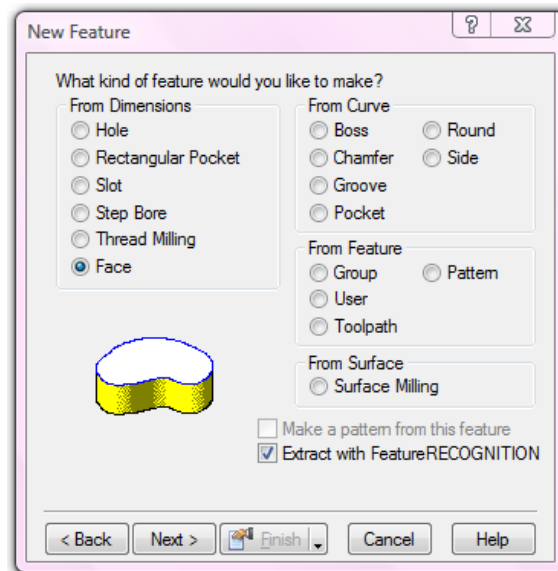 New Feature
What kind of feature would you like to make?
From Dimensions
Hole
Rectangular Pocket
Slot
Step Bore
Thread Milling
Face
From Curve
Boss
Round
Chamfer
Side
Groove
Pocket
From Feature
Group
Pattern
User
Toolpath
From Surface
Surface Milling
Make a pattern from this feature
Extract with FeatureRECOGNITION
< Back
Next >
Finish
Cancel
Help